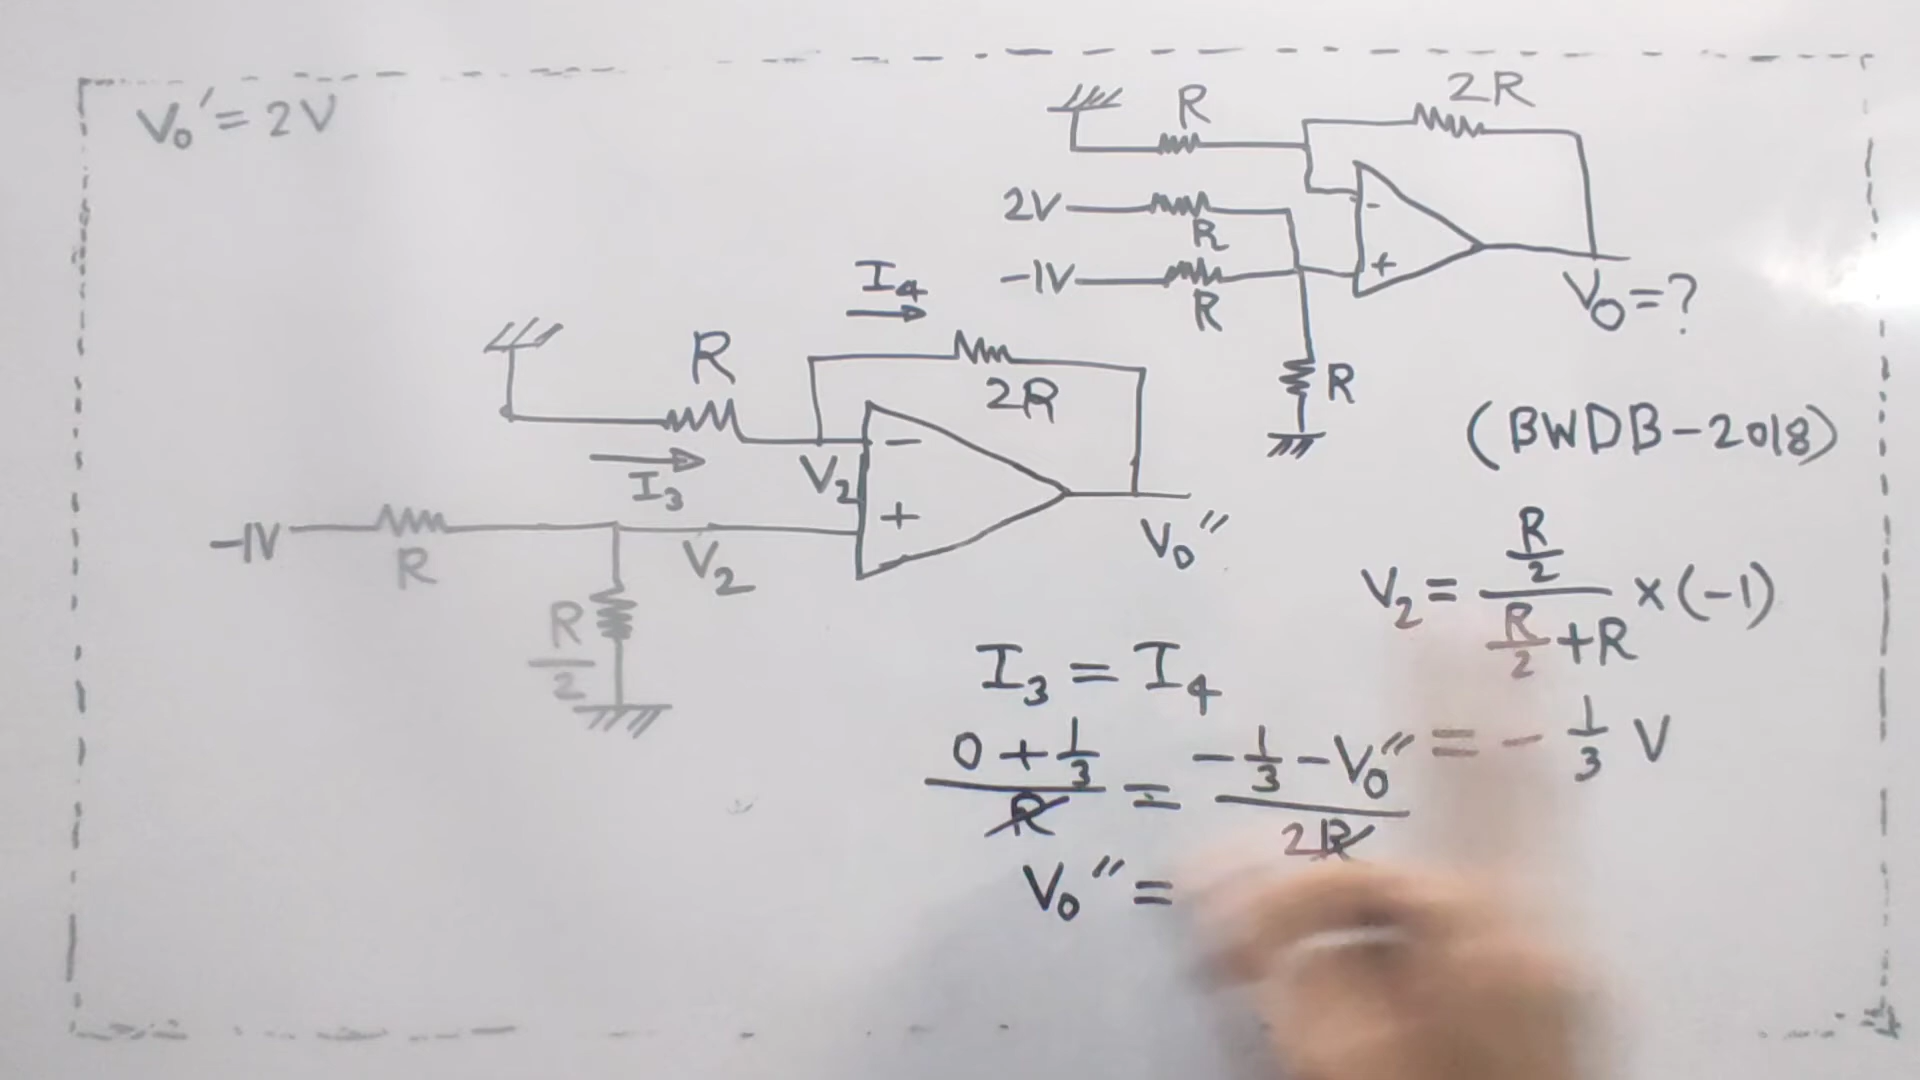 V₀′ = 2V
R
2R
2V
R
-
-1V
R
+
V₀ = ?
R
I₄
R
2R
(BWDB-2018)
I₃
V₂
-
+
-1V
R
V₂
V₀″
R/2
V₂ = (R/2)/(R/2 + R) × (-1)
= - 1/3 V
I₃ = I₄
(0 + 1/3)/R = (- 1/3 - V₀″)/2R
V₀″ =